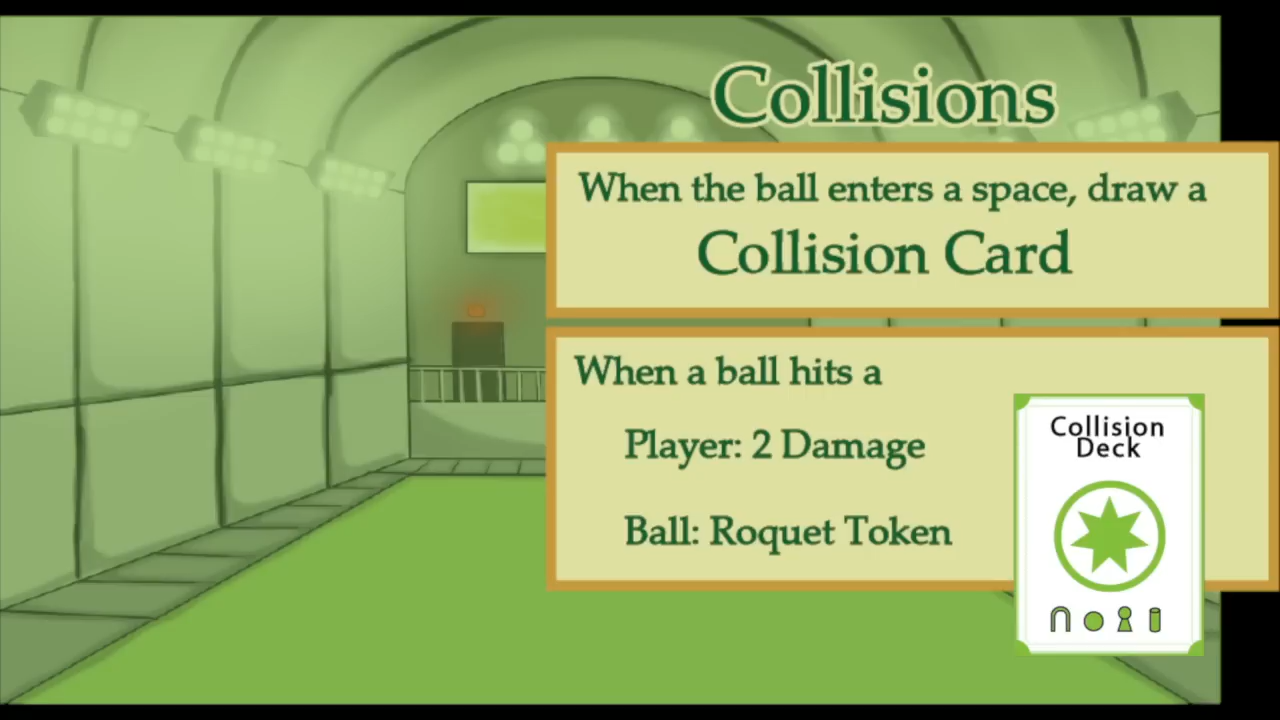 Collisions
When the ball enters a space, draw a
Collision Card
When a ball hits a
Player: 2 Damage
Ball: Roquet Token
Collision
Deck